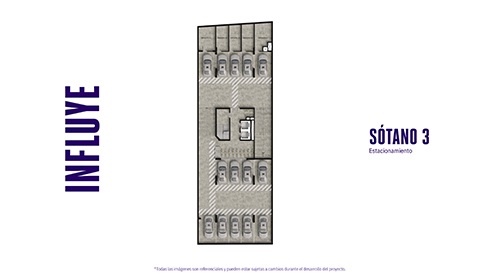 INFLUYE
SÓTANO 3
Estacionamiento
*Todas las imágenes son referenciales y pueden estar sujetas a cambios durante el desarrollo del proyecto.